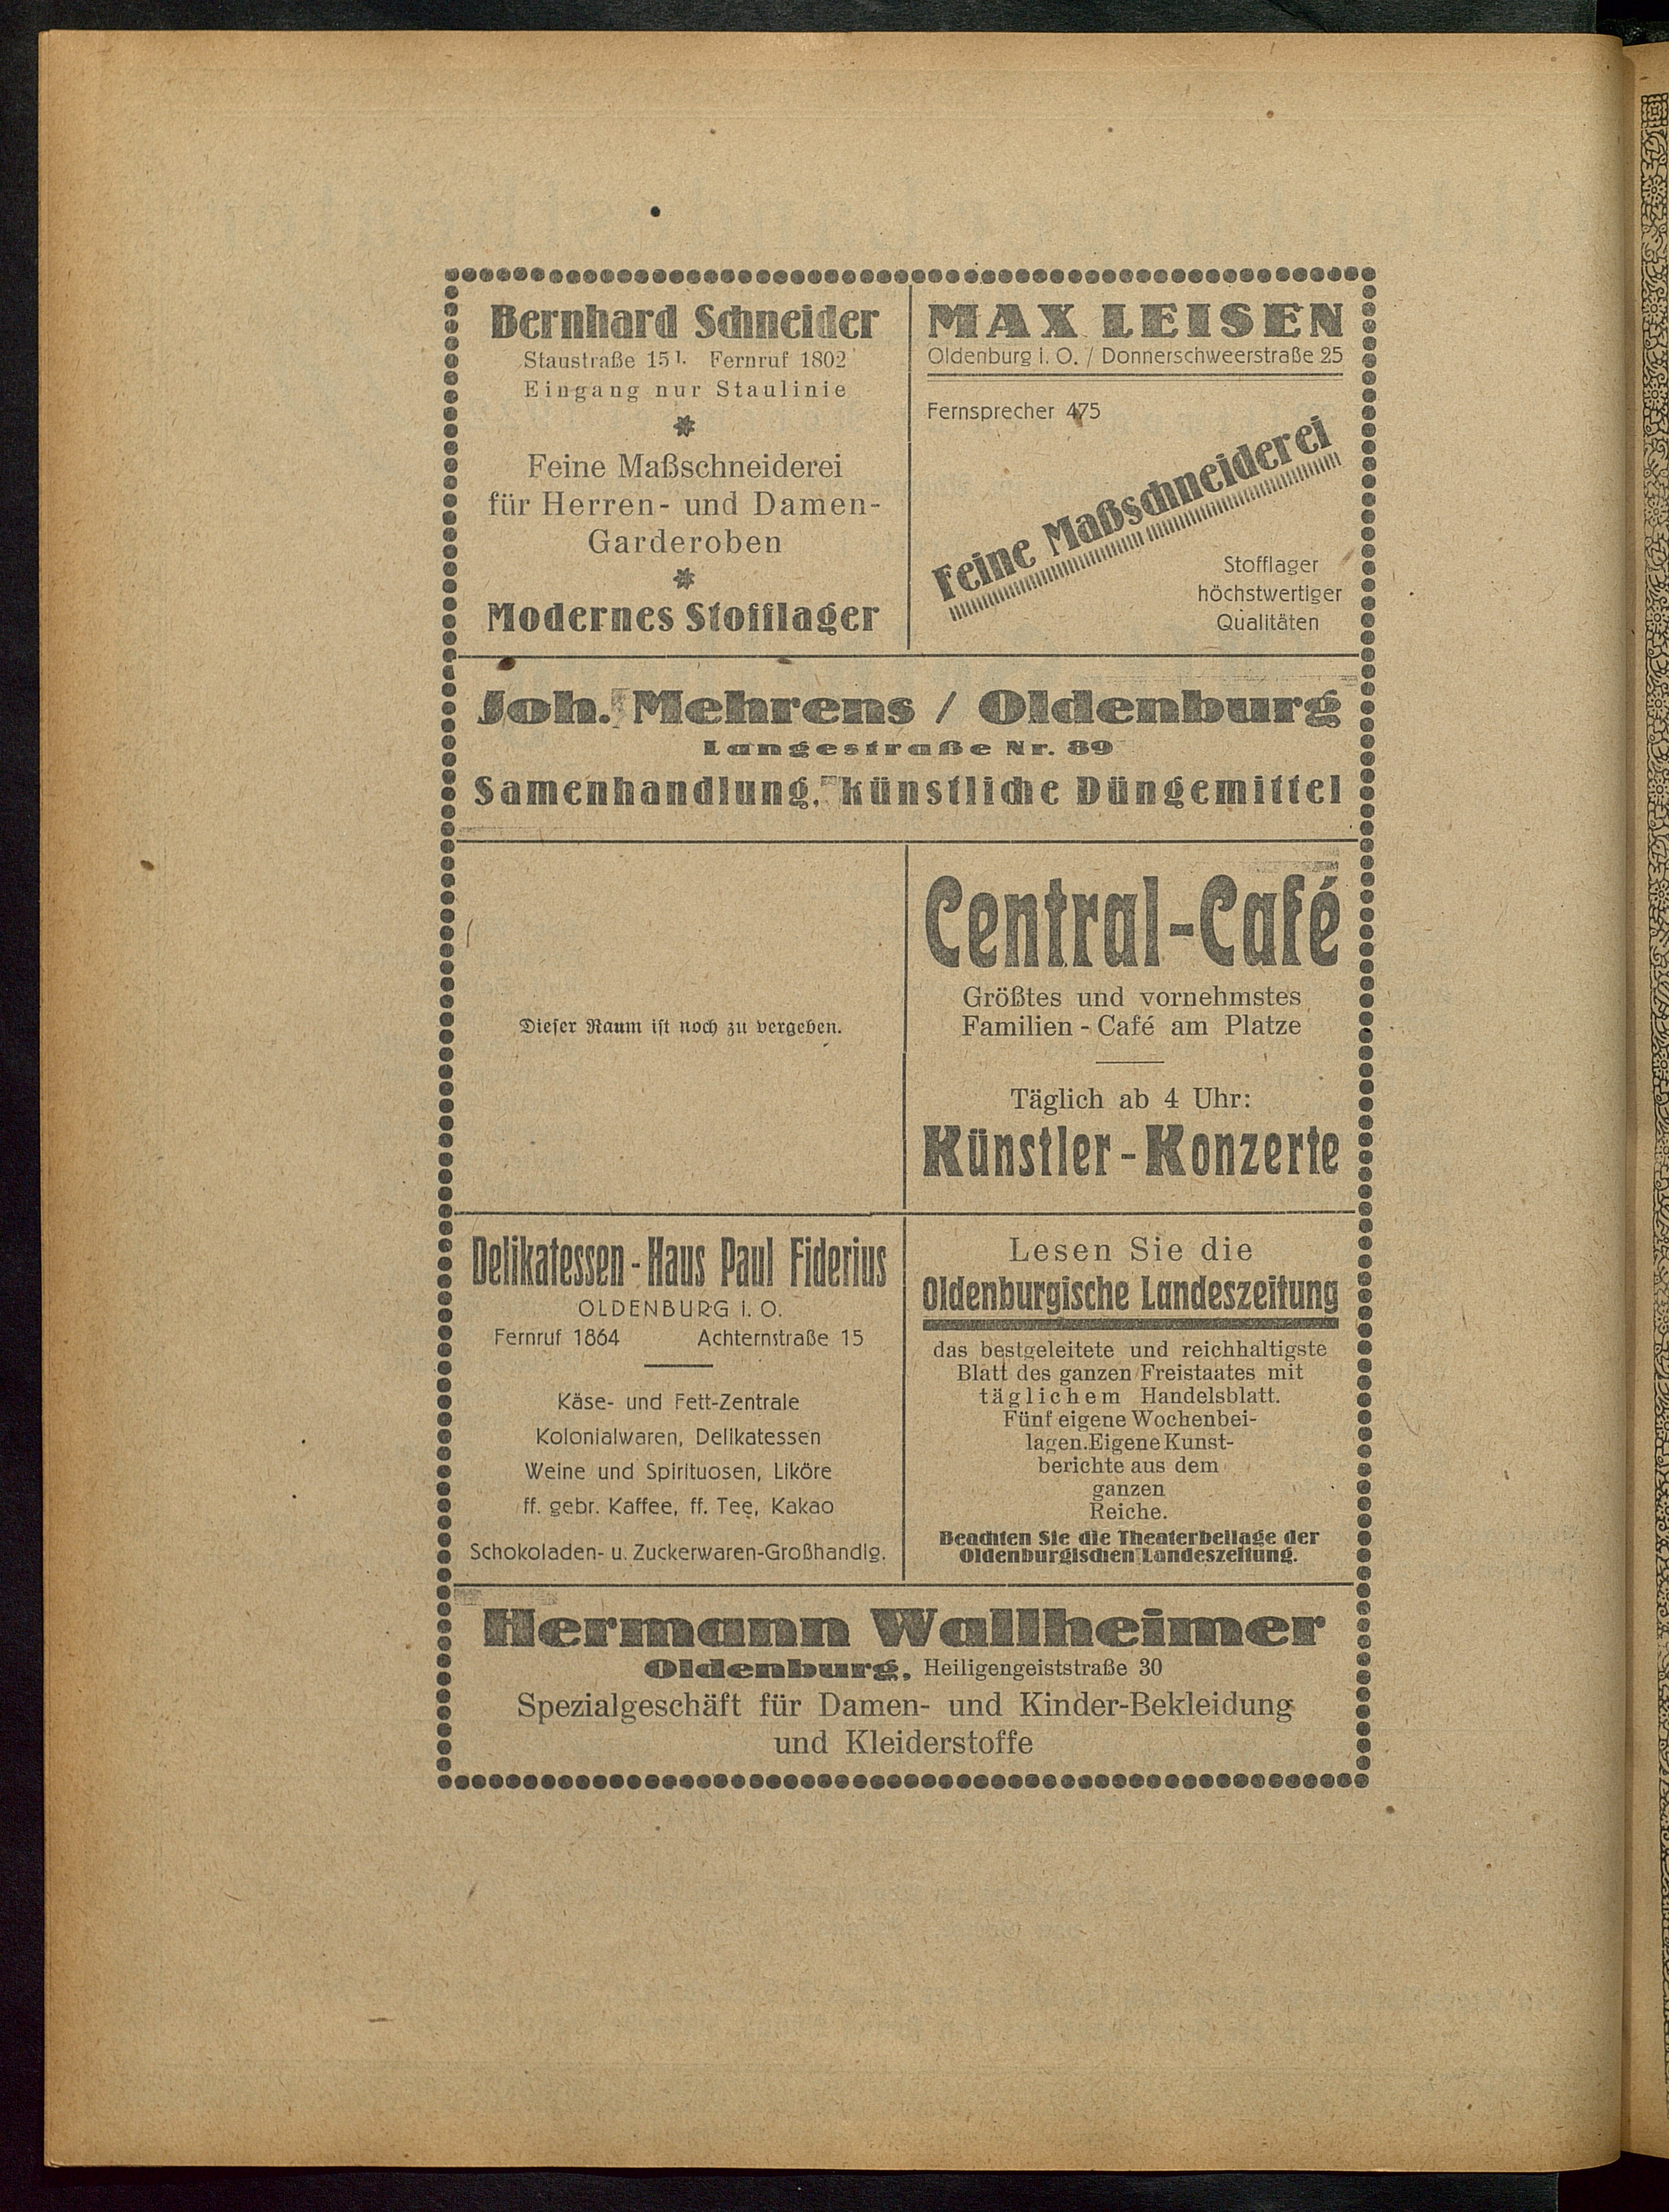 Bernhard Schneider
Staustraße 15 I. Fernruf 1802
Eingang nur Staulinie
Feine Maßschneiderei
für Herren- und Damen-
Garderoben
Modernes Stofflager
MAX LEISEN
Oldenburg i. O. / Donnerschweerstraße 25
Fernsprecher 475
Feine Maßschneiderei
Stofflager
höchstwertiger
Qualitäten
Joh. Mehrens / Oldenburg
Langestraße Nr. 89
Samenhandlung, künstliche Düngemittel
Dieser Raum ist noch zu vergeben.
Central-Café
Größtes und vornehmstes
Familien-Café am Platze
Täglich ab 4 Uhr:
Künstler-Konzerte
Delikatessen-Haus Paul Fiderius
OLDENBURG i. O.
Fernruf 1864 Achternstraße 15
Käse- und Fett-Zentrale
Kolonialwaren, Delikatessen
Weine und Spirituosen, Liköre
ff. gebr. Kaffee, ff. Tee, Kakao
Schokoladen- u. Zuckerwaren-Großhandlg.
Lesen Sie die
Oldenburgische Landeszeitung
das bestgeleitete und reichhaltigste
Blatt des ganzen Freistaates mit
täglichem Handelsblatt.
Fünf eigene Wochenbei-
lagen. Eigene Kunst-
berichte aus dem
ganzen
Reiche.
Beachten Sie die Theaterbeilage der
Oldenburgischen Landeszeitung.
Hermann Wallheimer
Oldenburg, Heiligengeiststraße 30
Spezialgeschäft für Damen- und Kinder-Bekleidung
und Kleiderstoffe